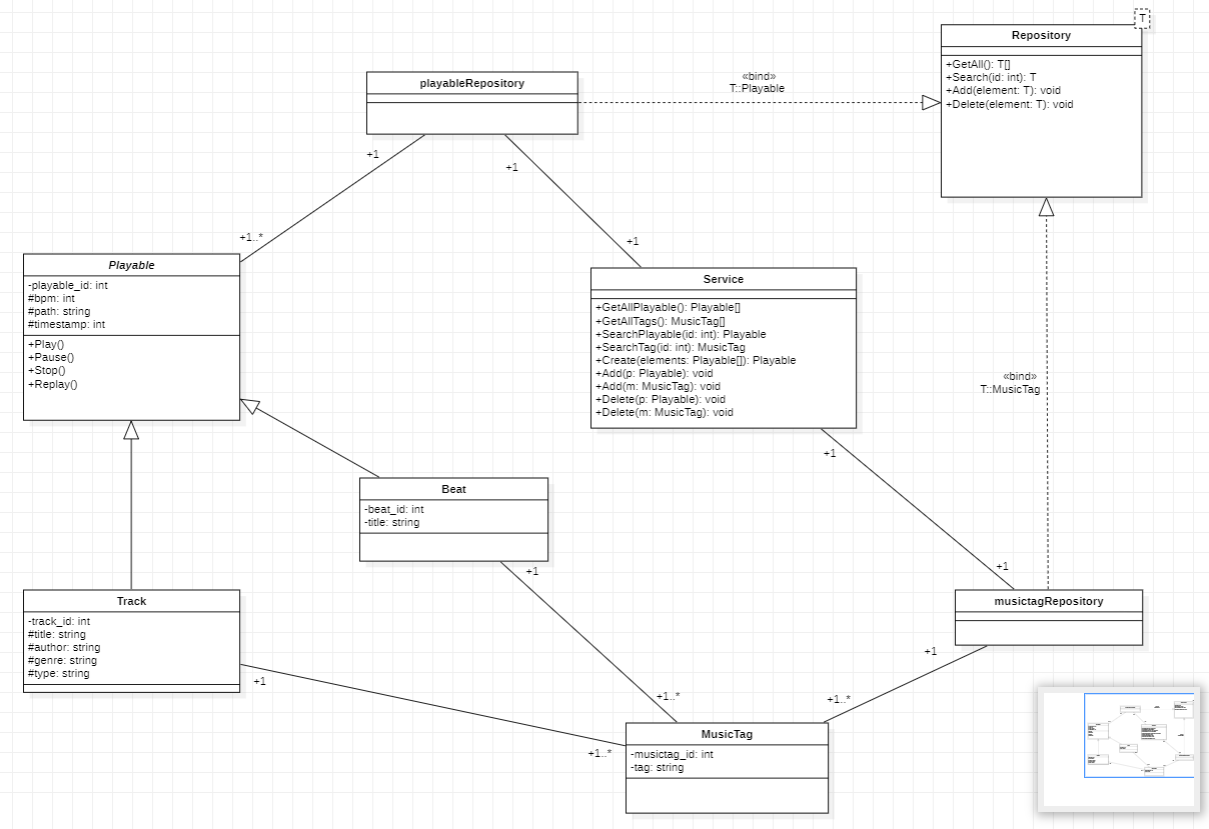 T
Repository
+GetAll(): T[]
+Search(id: int): T
+Add(element: T): void
+Delete(element: T): void
playableRepository
«bind»
T::Playable
+1
+1
+1..*
+1
Playable
-playable_id: int
#bpm: int
#path: string
#timestamp: int
+Play()
+Pause()
+Stop()
+Replay()
Service
+GetAllPlayable(): Playable[]
+GetAllTags(): MusicTag[]
+SearchPlayable(id: int): Playable
+SearchTag(id: int): MusicTag
+Create(elements: Playable[]): Playable
+Add(p: Playable): void
+Add(m: MusicTag): void
+Delete(p: Playable): void
+Delete(m: MusicTag): void
«bind»
T::MusicTag
+1
Beat
-beat_id: int
-title: string
+1
+1
Track
-track_id: int
#title: string
#author: string
#genre: string
#type: string
musictagRepository
+1
+1
+1..*
+1..*
+1..*
MusicTag
-musictag_id: int
-tag: string